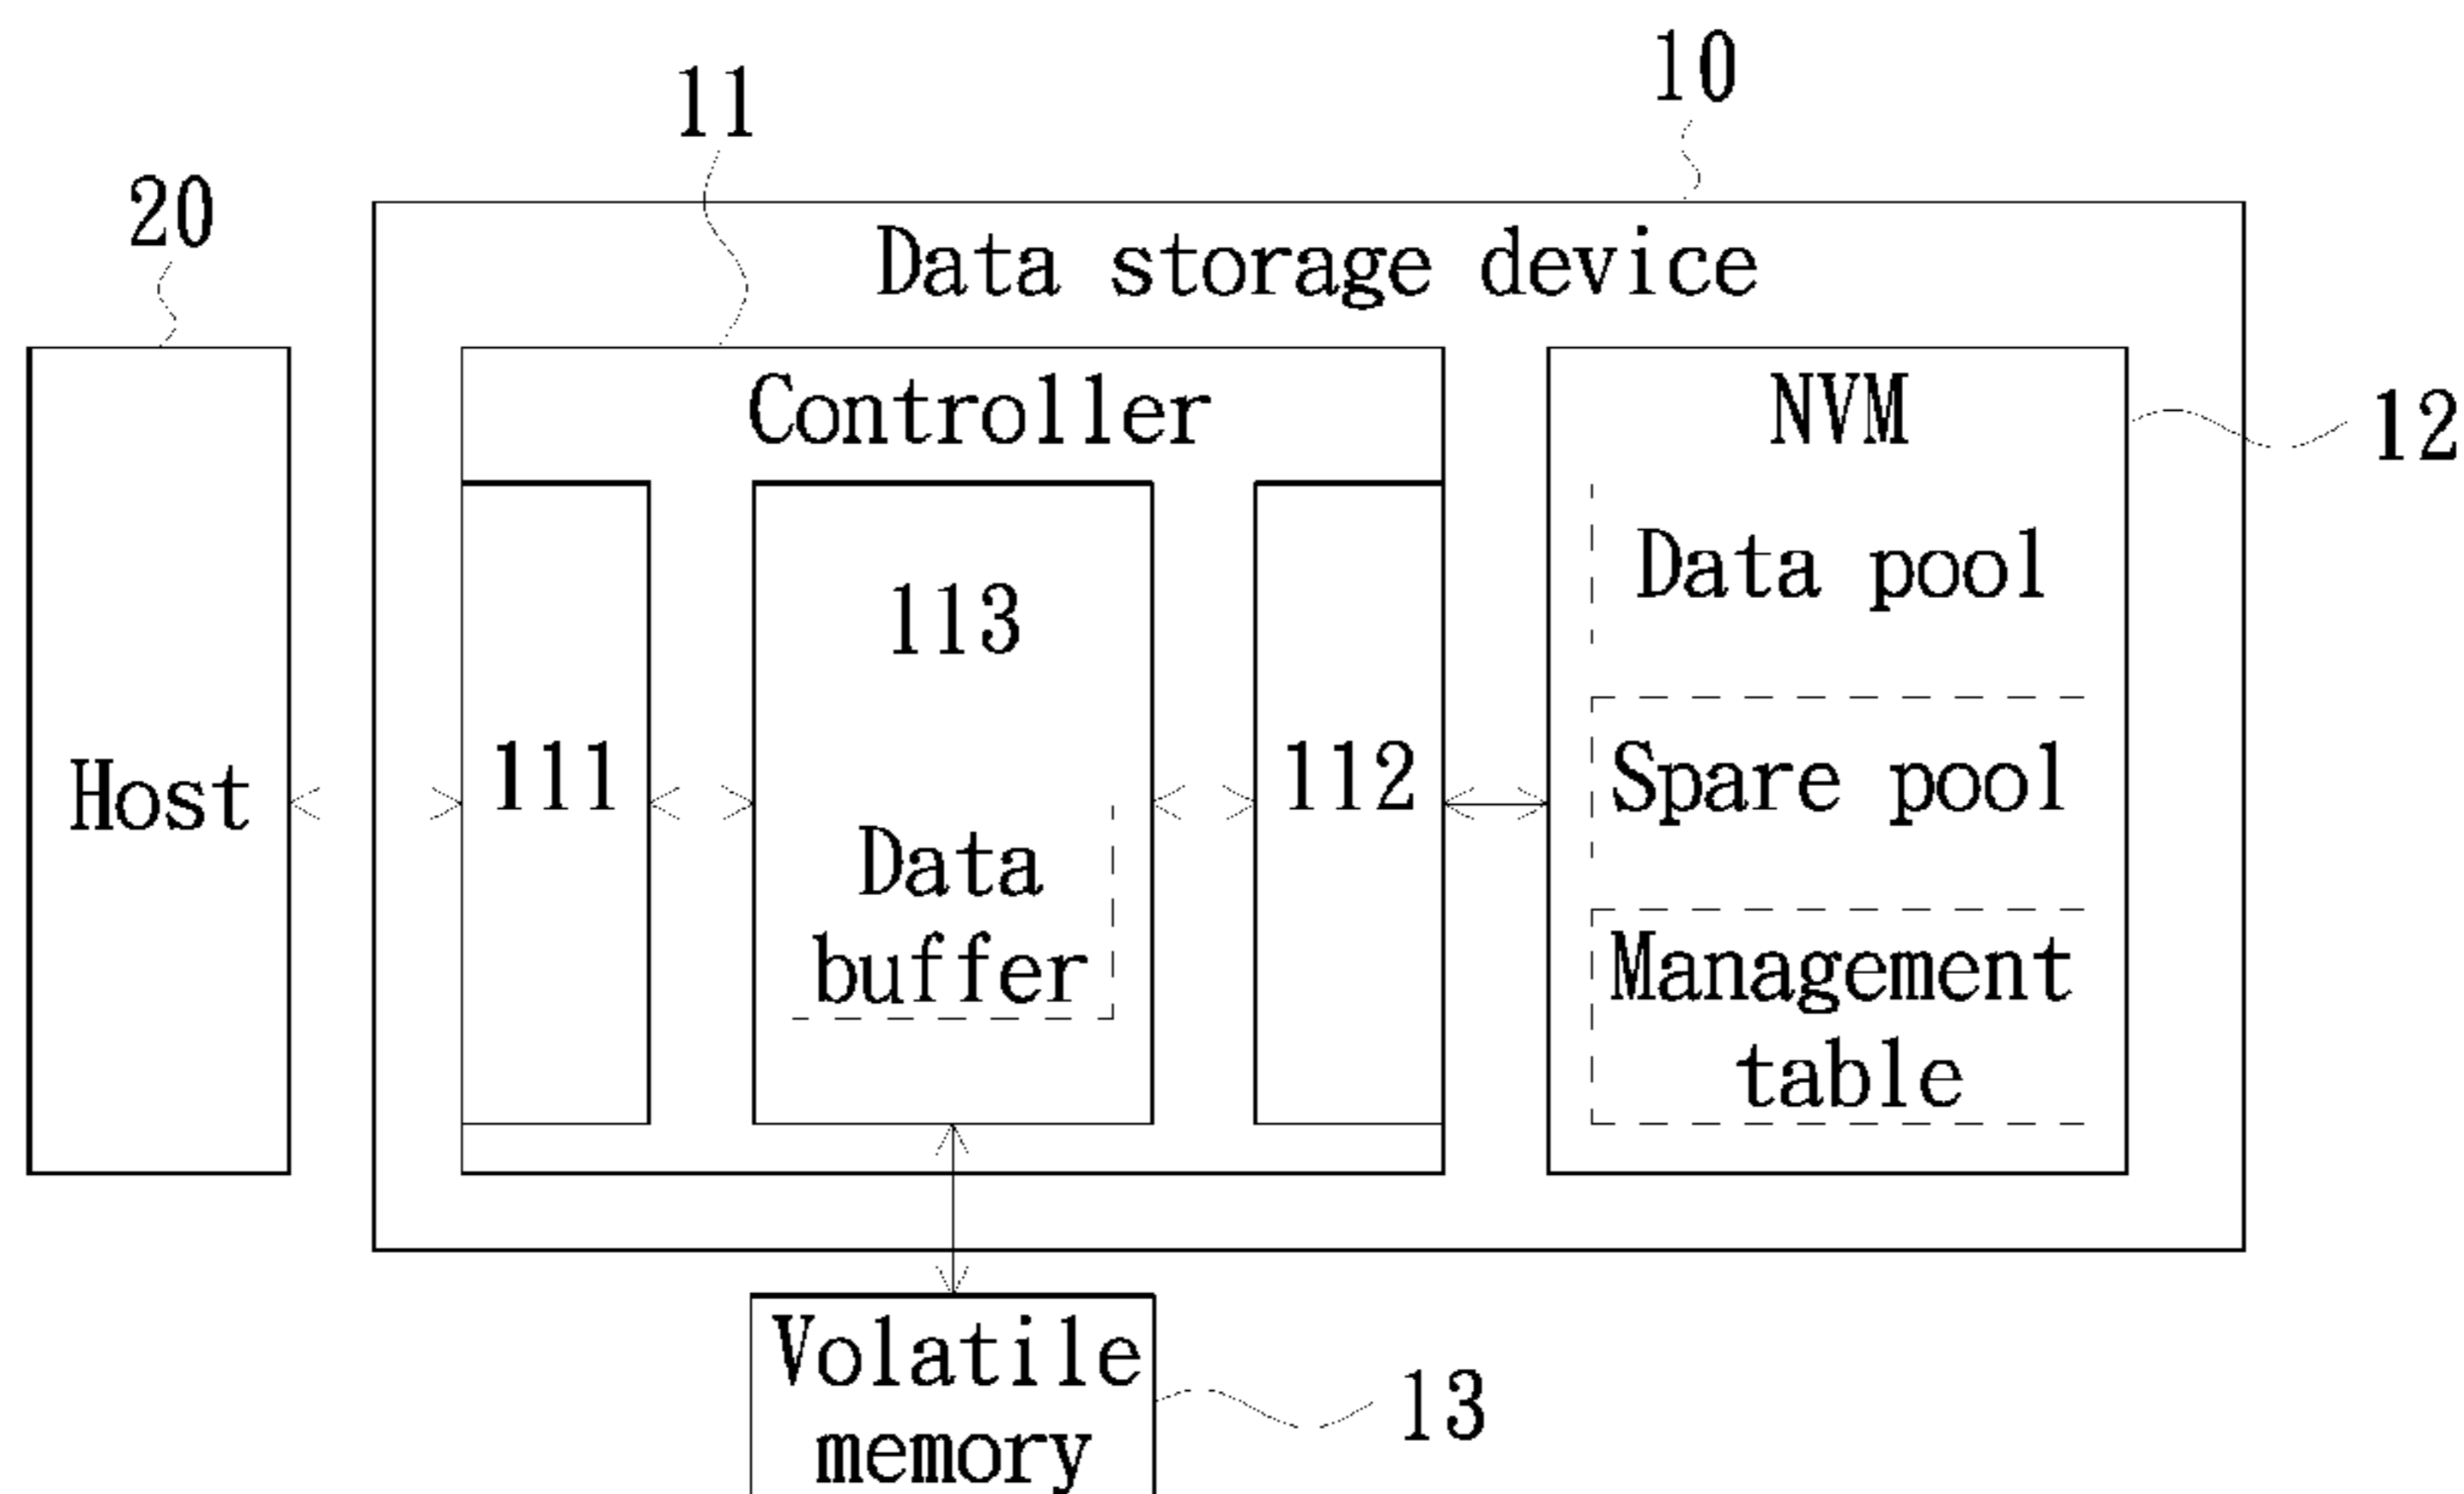 10
11
20
Data storage device
Controller
NVM
12
Data pool
113
111
112
Spare pool
Host
Data
buffer
Management
table
Volatile
memory
13